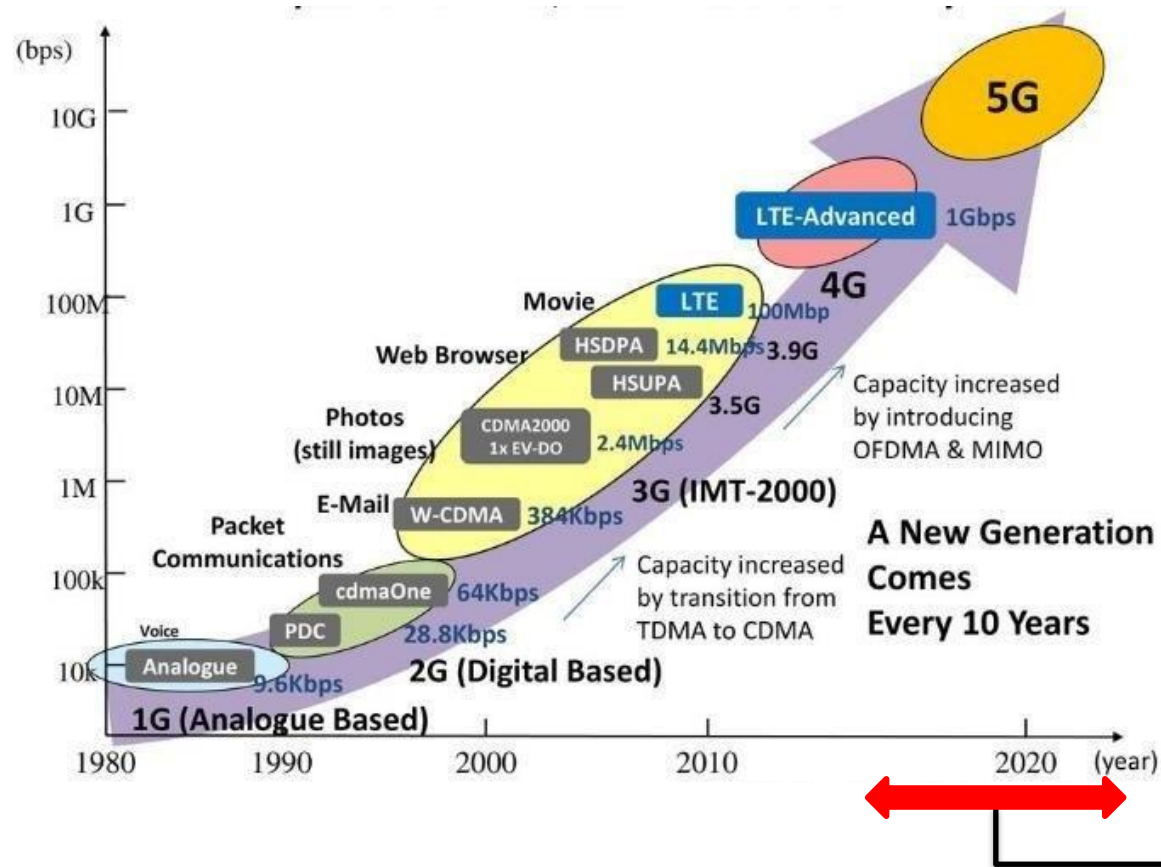 (bps)
10G
1G
100M
10M
1M
100k
10k
5G
LTE-Advanced
1Gbps
4G
Movie
LTE
100Mbp
Web Browser
HSDPA
14.4Mbps
3.9G
HSUPA
3.5G
Photos
(still images)
CDMA2000
1x EV-DO
2.4Mbps
Capacity increased
by introducing
OFDMA & MIMO
3G (IMT-2000)
E-Mail
W-CDMA
384Kbps
Packet
Communications
cdmaOne
64Kbps
Capacity increased
by transition from
TDMA to CDMA
A New Generation
Comes
Every 10 Years
Voice
PDC
28.8Kbps
2G (Digital Based)
Analogue
9.6Kbps
1G (Analogue Based)
1980
1990
2000
2010
2020
(year)